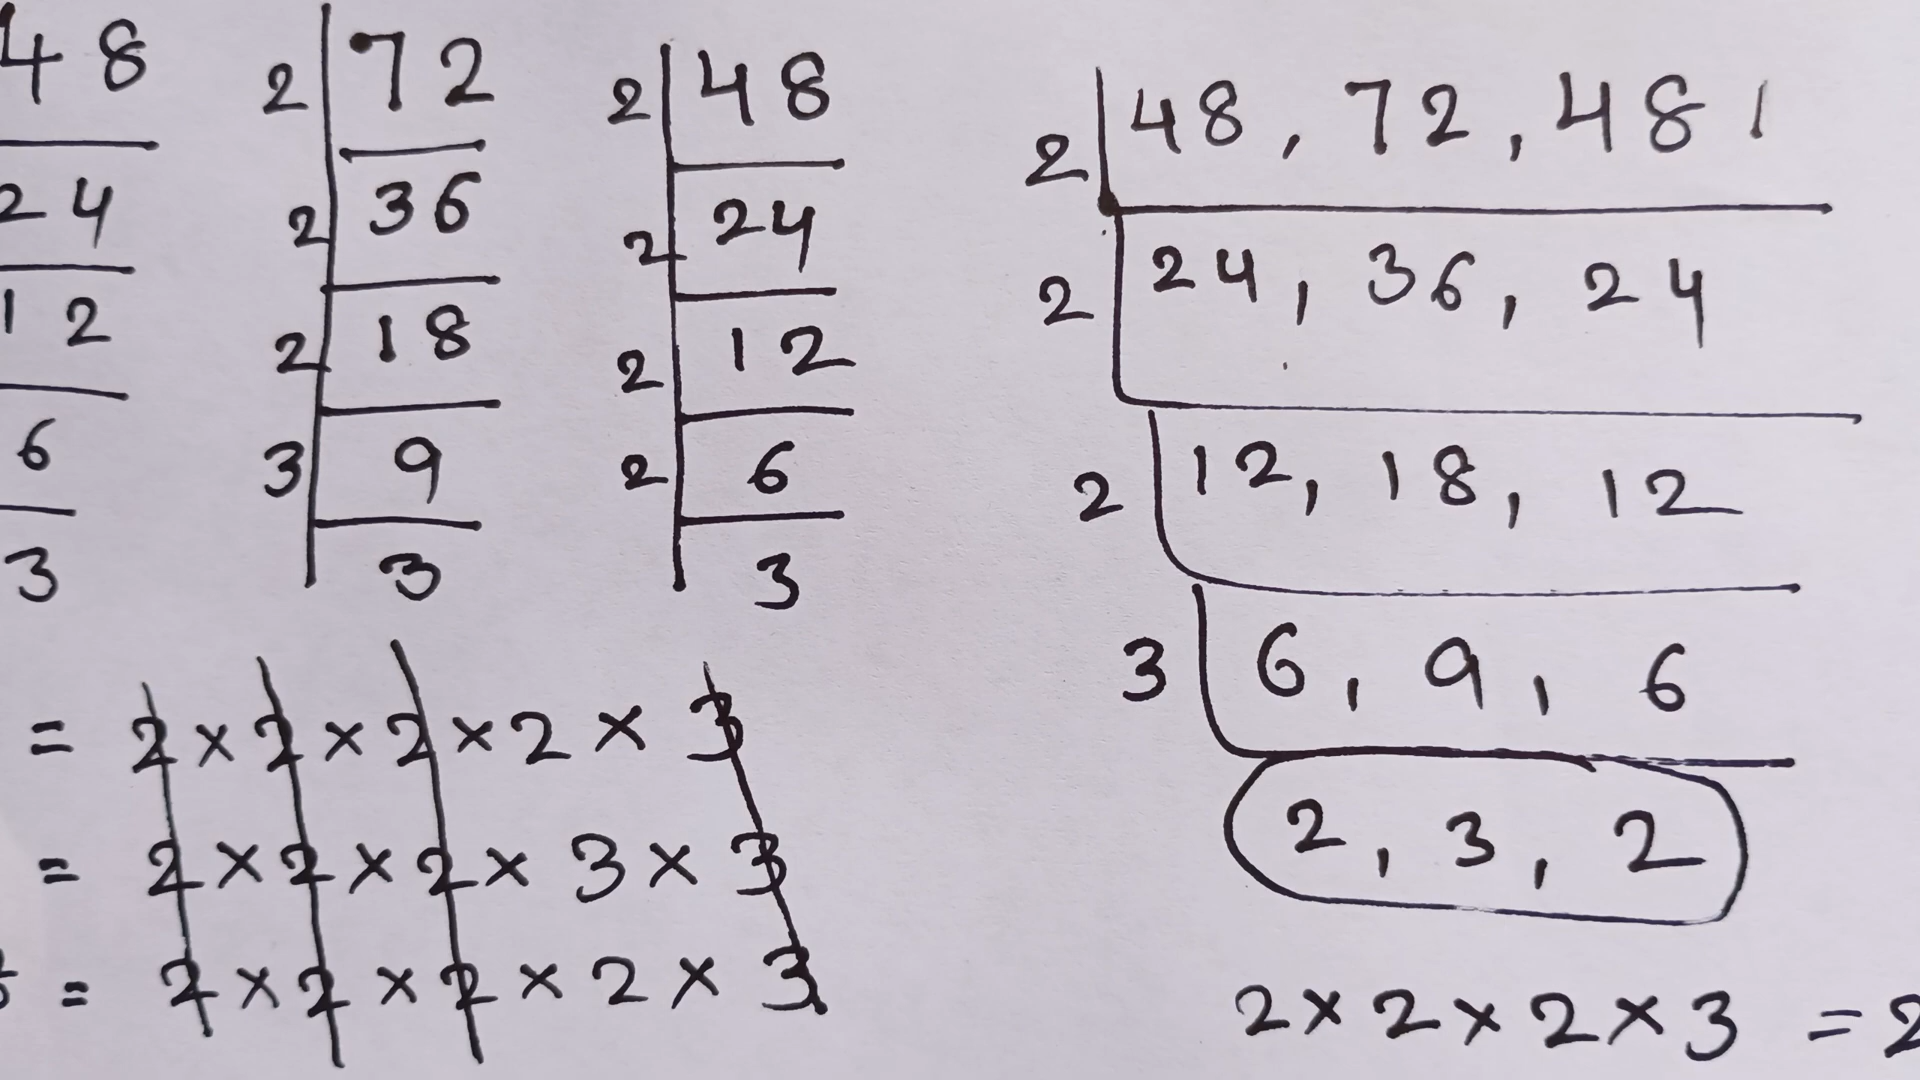 48
24
12
6
3
2 72
2 36
2 18
3 9
3
2 48
2 24
2 12
2 6
3
= 2 × 2 × 2 × 2 × 3
= 2 × 2 × 2 × 3 × 3
= 2 × 2 × 2 × 2 × 3
2 48, 72, 48
2 24, 36, 24
2 12, 18, 12
3 6, 9, 6
2, 3, 2
2 × 2 × 2 × 3 = 2